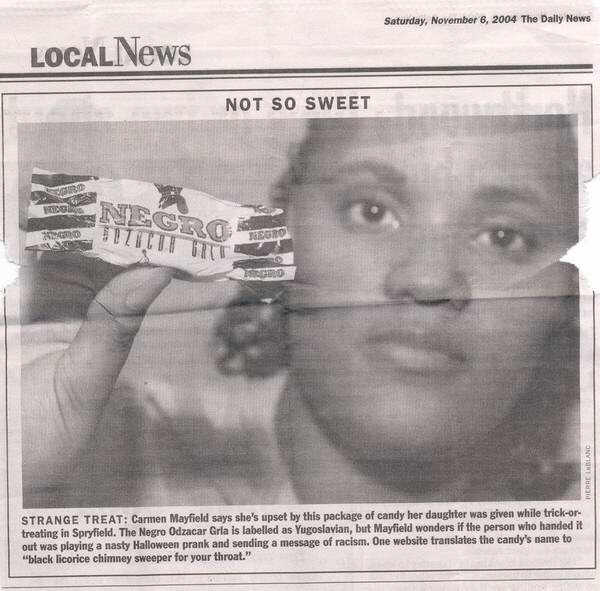 Saturday, November 6, 2004 The Daily News
LOCAL News
NOT SO SWEET
NEGRO
NEGRO
NEGRO
NEGRO
NEGRO
NEGRO
PIERRE LeBLANC
STRANGE TREAT: Carmen Mayfield says she's upset by this package of candy her daughter was given while trick-or-
treating in Spryfield. The Negro Odzacar Grla is labelled as Yugoslavian, but Mayfield wonders if the person who handed it
out was playing a nasty Halloween prank and sending a message of racism. One website translates the candy's name to
"black licorice chimney sweeper for your throat."